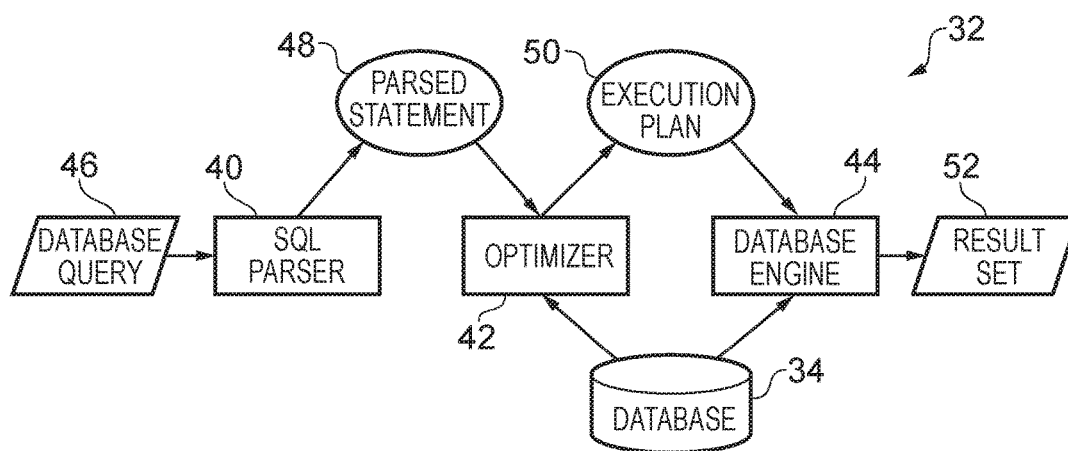 32
48
PARSED
STATEMENT
50
EXECUTION
PLAN
46
DATABASE
QUERY
40
SQL
PARSER
OPTIMIZER
42
44
DATABASE
ENGINE
52
RESULT
SET
34
DATABASE